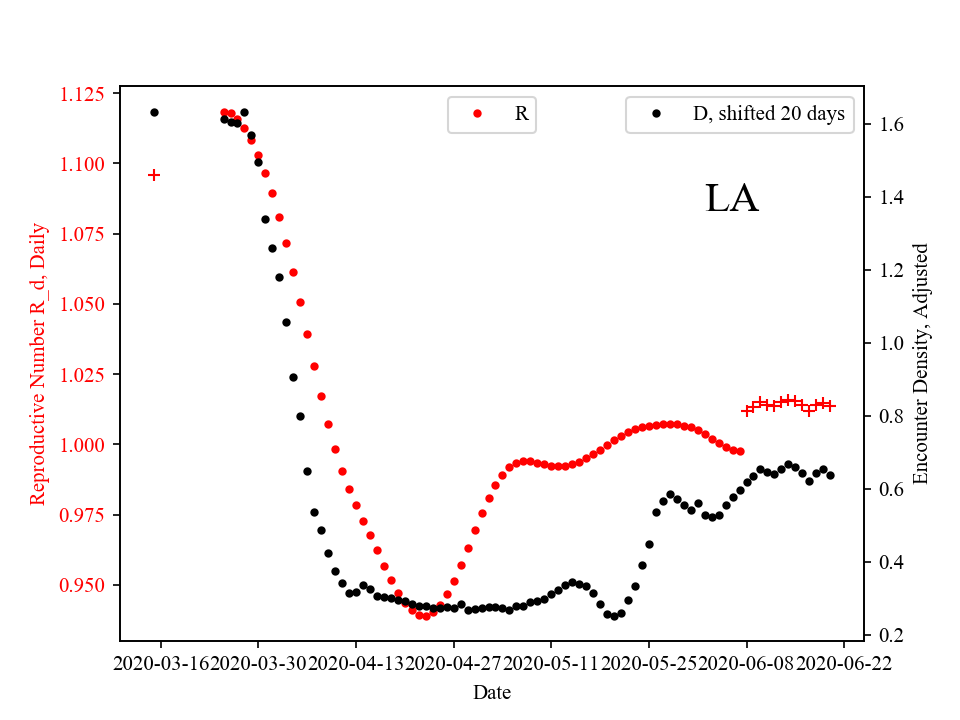 R
D, shifted 20 days
LA
Reproductive Number R_d, Daily
1.125
1.100
1.075
1.050
1.025
1.000
0.975
0.950
Encounter Density, Adjusted
1.6
1.4
1.2
1.0
0.8
0.6
0.4
0.2
2020-03-16 2020-03-30 2020-04-13 2020-04-27 2020-05-11 2020-05-25 2020-06-08 2020-06-22
Date